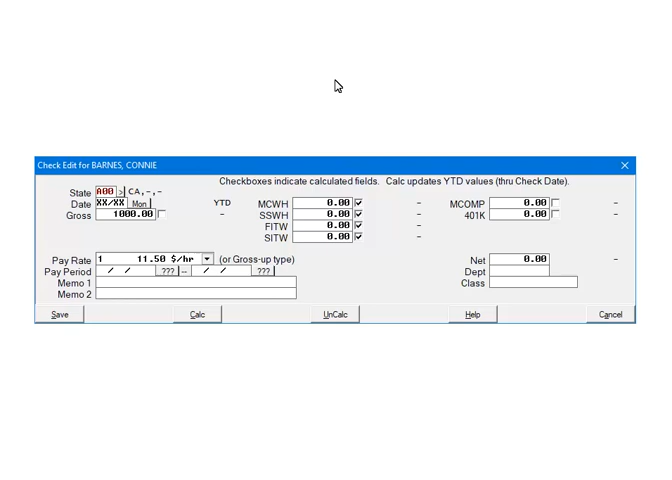 Check Edit for BARNES, CONNIE
Checkboxes indicate calculated fields. Calc updates YTD values (thru Check Date).
State A00 > CA,-,-
Date XX/XX Mon YTD MCWH 0.00 - MCOMP 0.00 -
Gross 1000.00 - SSWH 0.00 - 401K 0.00 -
FITW 0.00 -
SITW 0.00 -
Pay Rate 1 11.50 $/hr (or Gross-up type) Net 0.00 -
Pay Period / / ??? -- / / ??? Dept
Memo 1 Class
Memo 2
Save Calc UnCalc Help Cancel